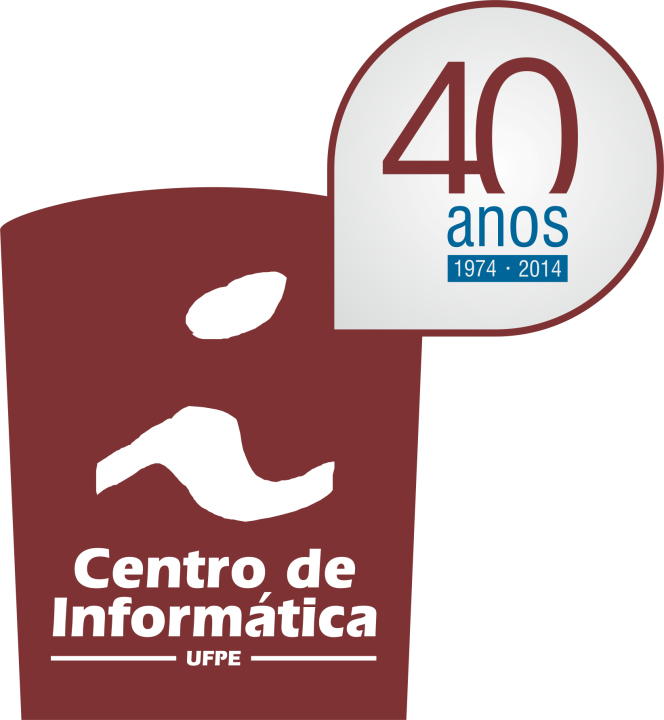 40
anos
1974 · 2014
Centro de
Informática
UFPE